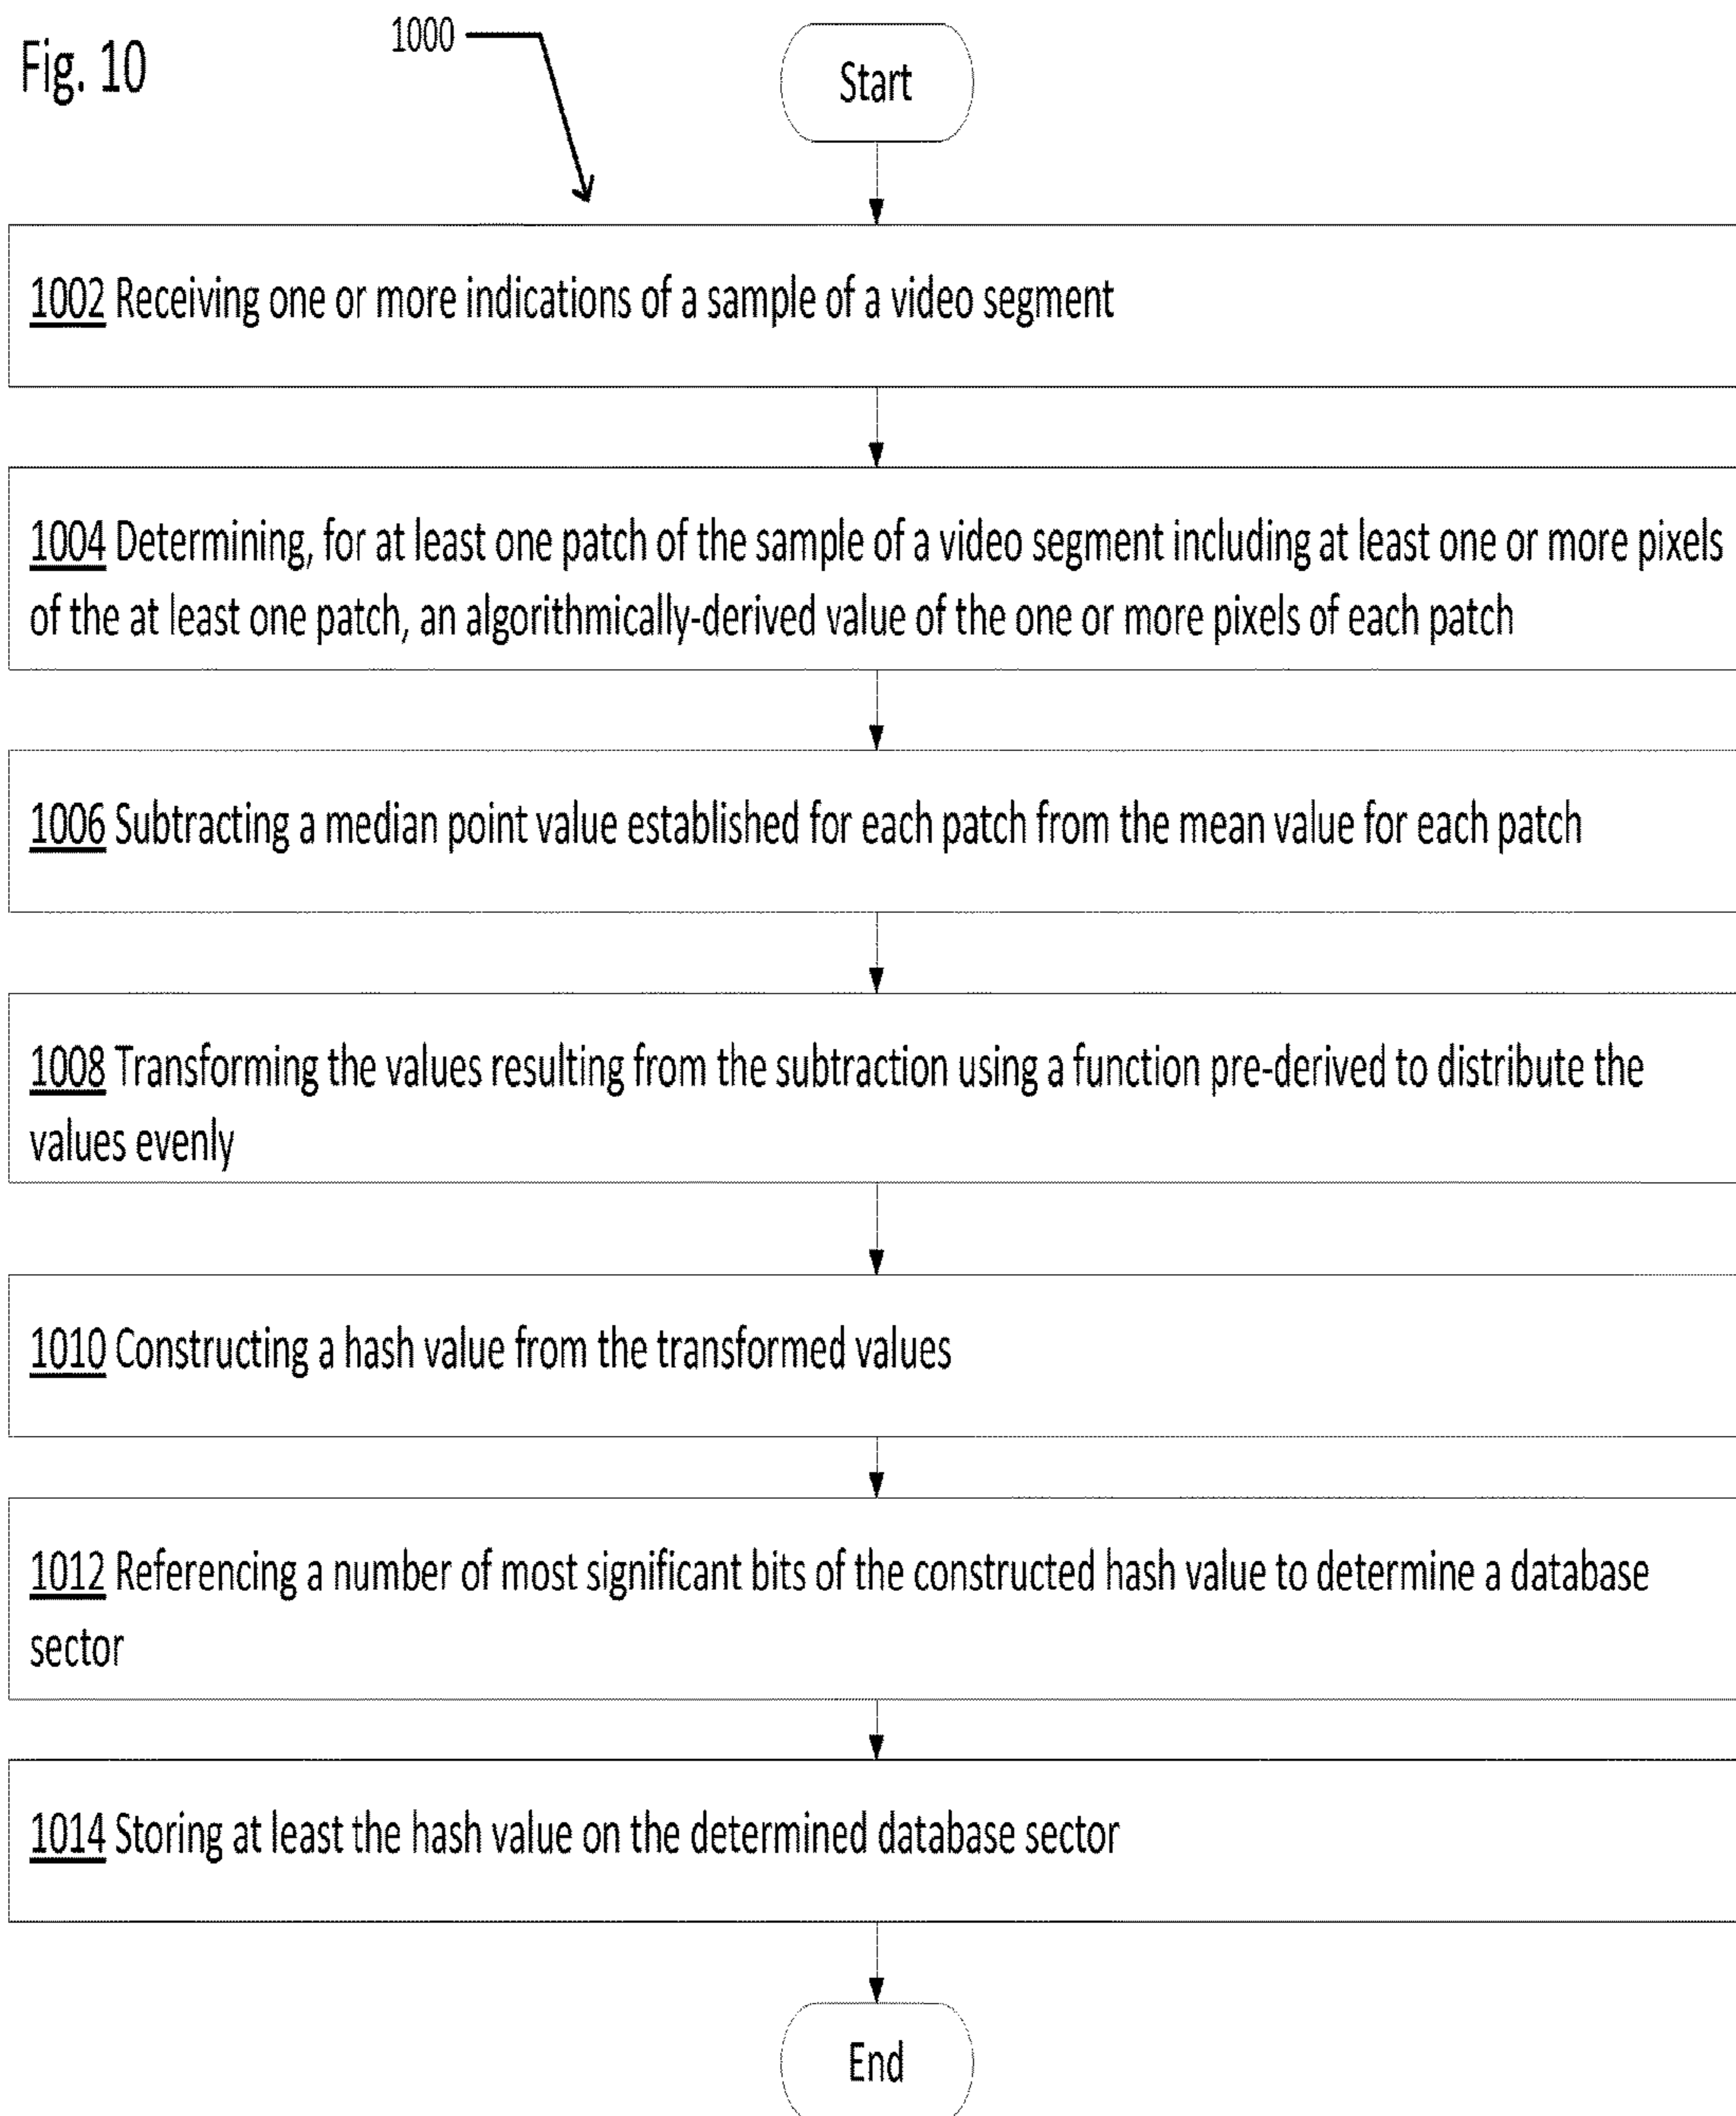 Fig. 10
1000
Start
1002 Receiving one or more indications of a sample of a video segment
1004 Determining, for at least one patch of the sample of a video segment including at least one or more pixels
of the at least one patch, an algorithmically-derived value of the one or more pixels of each patch
1006 Subtracting a median point value established for each patch from the mean value for each patch
1008 Transforming the values resulting from the subtraction using a function pre-derived to distribute the
values evenly
1010 Constructing a hash value from the transformed values
1012 Referencing a number of most significant bits of the constructed hash value to determine a database
sector
1014 Storing at least the hash value on the determined database sector
End